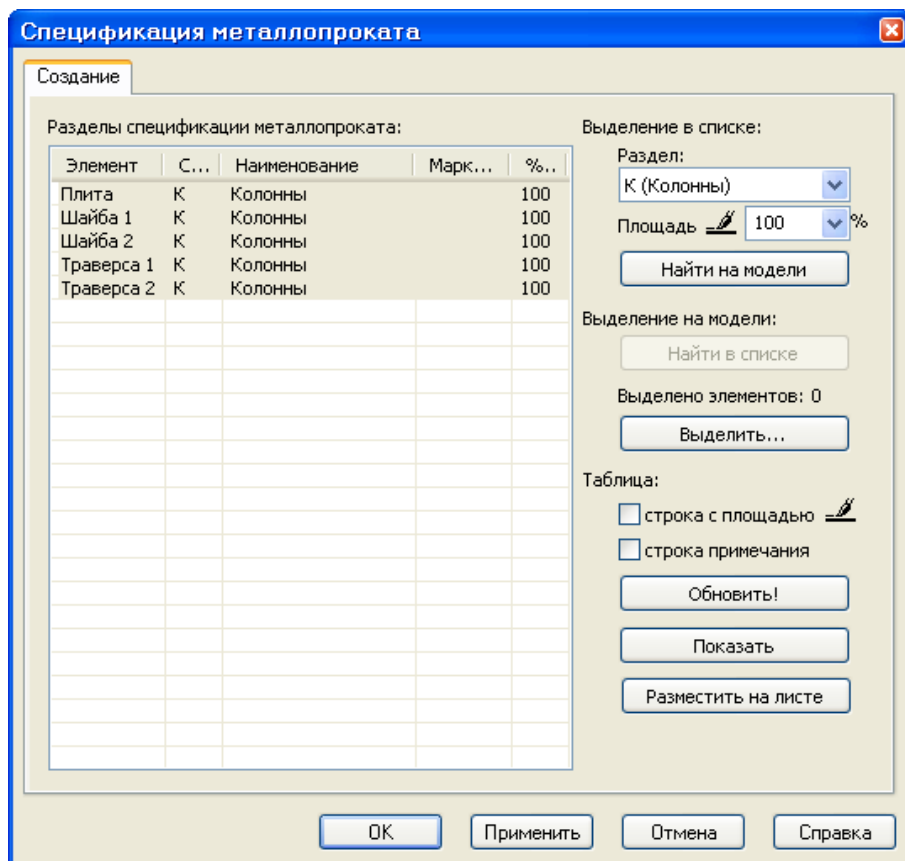 Спецификация металлопроката
Создание
Разделы спецификации металлопроката:
Элемент С... Наименование Марк... %..
Плита К Колонны 100
Шайба 1 К Колонны 100
Шайба 2 К Колонны 100
Траверса 1 К Колонны 100
Траверса 2 К Колонны 100
Выделение в списке:
Раздел:
К (Колонны)
Площадь 100 %
Найти на модели
Выделение на модели:
Найти в списке
Выделено элементов: 0
Выделить...
Таблица:
строка с площадью
строка примечания
Обновить!
Показать
Разместить на листе
OK Применить Отмена Справка